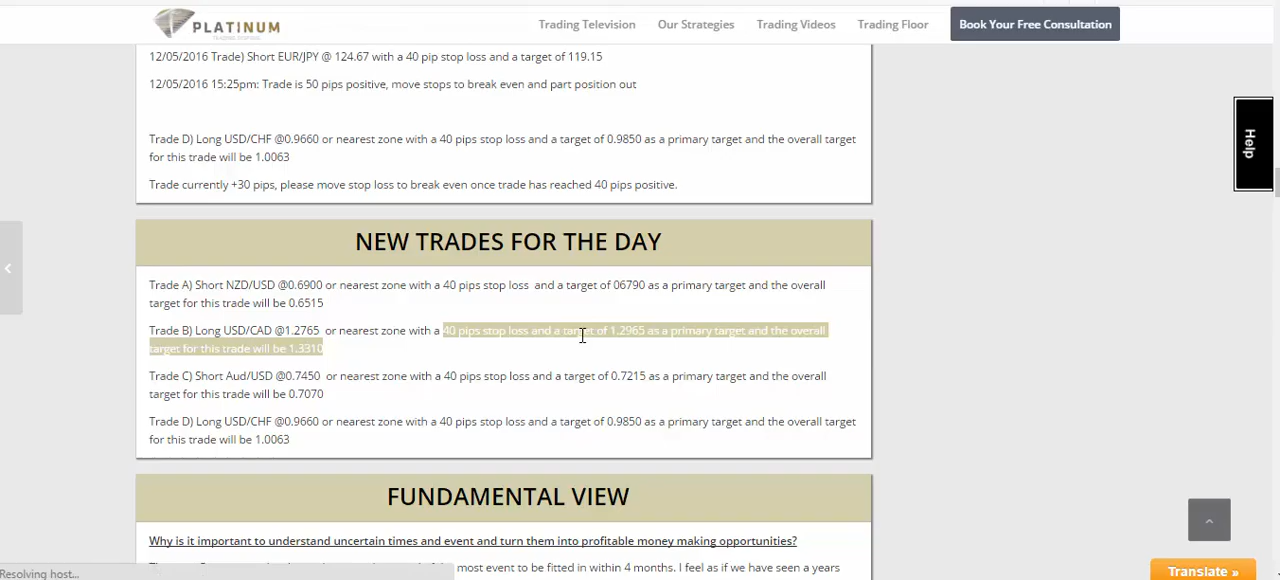 PLATINUM
Trading Television
Our Strategies
Trading Videos
Trading Floor
Book Your Free Consultation
12/05/2016 Trade) Short EUR/JPY @ 124.67 with a 40 pip stop loss and a target of 119.15
12/05/2016 15:25pm: Trade is 50 pips positive, move stops to break even and part position out
Trade D) Long USD/CHF @0.9660 or nearest zone with a 40 pips stop loss and a target of 0.9850 as a primary target and the overall target
for this trade will be 1.0063
Trade currently +30 pips, please move stop loss to break even once trade has reached 40 pips positive.
Help
NEW TRADES FOR THE DAY
Trade A) Short NZD/USD @0.6900 or nearest zone with a 40 pips stop loss and a target of 06790 as a primary target and the overall
target for this trade will be 0.6515
Trade B) Long USD/CAD @1.2765 or nearest zone with a 40 pips stop loss and a target of 1.2965 as a primary target and the overall
target for this trade will be 1.3310
Trade C) Short Aud/USD @0.7450 or nearest zone with a 40 pips stop loss and a target of 0.7215 as a primary target and the overall
target for this trade will be 0.7070
Trade D) Long USD/CHF @0.9660 or nearest zone with a 40 pips stop loss and a target of 0.9850 as a primary target and the overall target
for this trade will be 1.0063
FUNDAMENTAL VIEW
Why is it important to understand uncertain times and event and turn them into profitable money making opportunities?
most event to be fitted in within 4 months. I feel as if we have seen a years
Resolving host...
Translate »